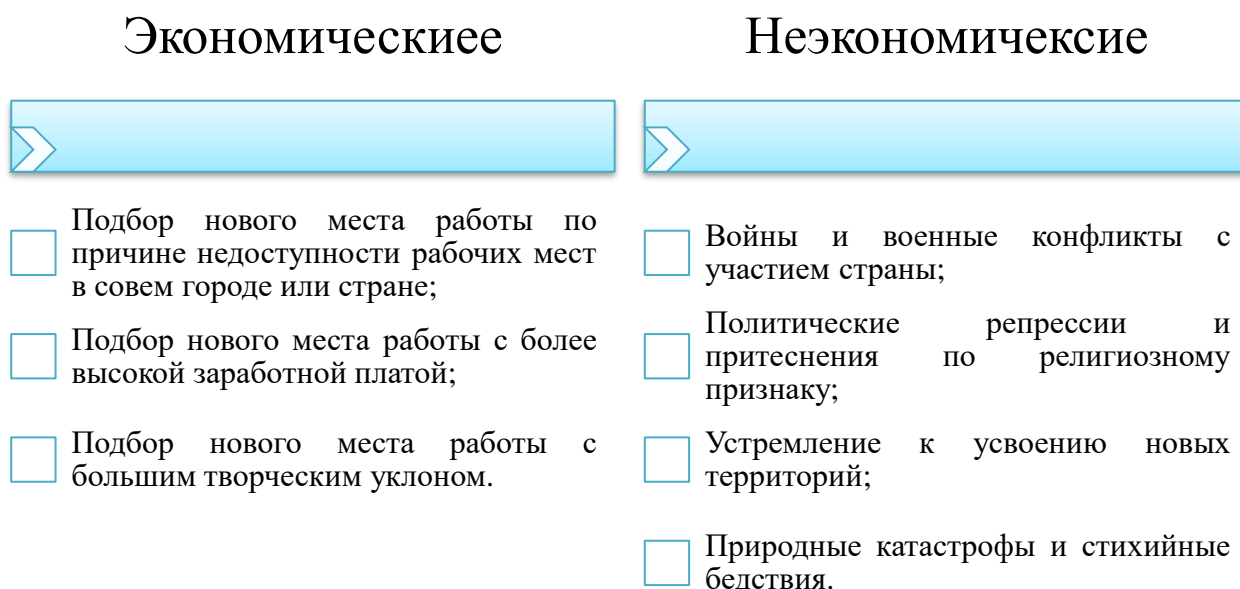 Экономическиее
Подбор нового места работы по
причине недоступности рабочих мест
в совем городе или стране;
Подбор нового места работы с более
высокой заработной платой;
Подбор нового места работы с
большим творческим уклоном.
Неэкономичексие
Войны и военные конфликты с
участием страны;
Политические репрессии и
притеснения по религиозному
признаку;
Устремление к усвоению новых
территорий;
Природные катастрофы и стихийные
бедствия.